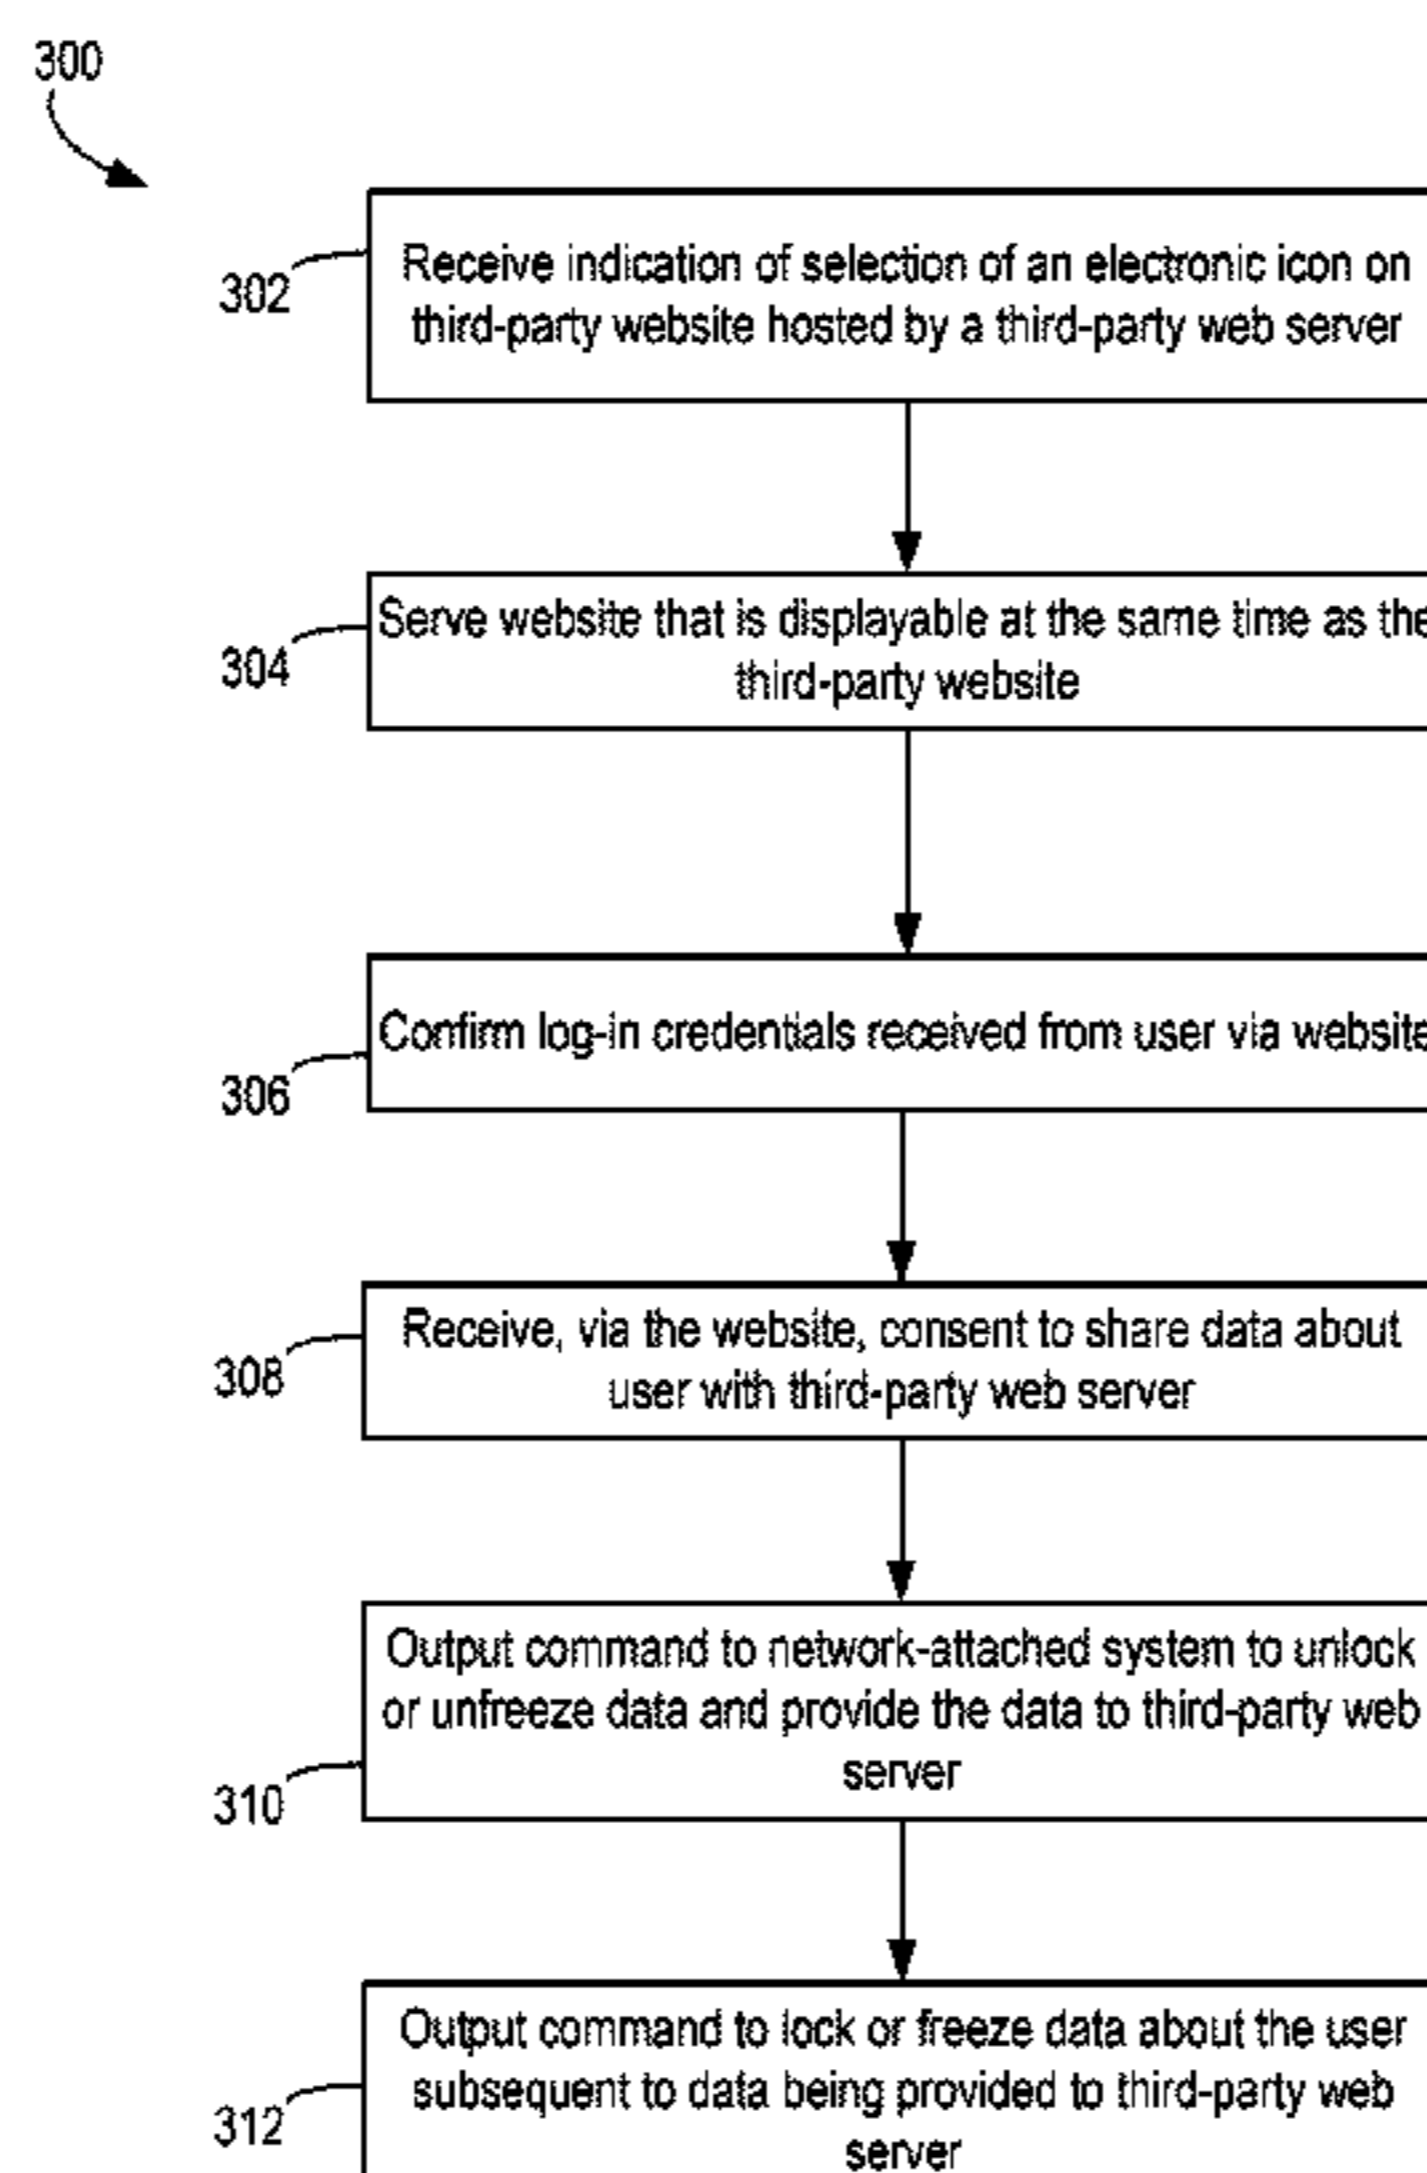 300
302
Receive indication of selection of an electronic icon on
third-party website hosted by a third-party web server
304
Serve website that is displayable at the same time as the
third-party website
306
Confirm log-in credentials received from user via website
308
Receive, via the website, consent to share data about
user with third-party web server
310
Output command to network-attached system to unlock
or unfreeze data and provide the data to third-party web
server
312
Output command to lock or freeze data about the user
subsequent to data being provided to third-party web
server